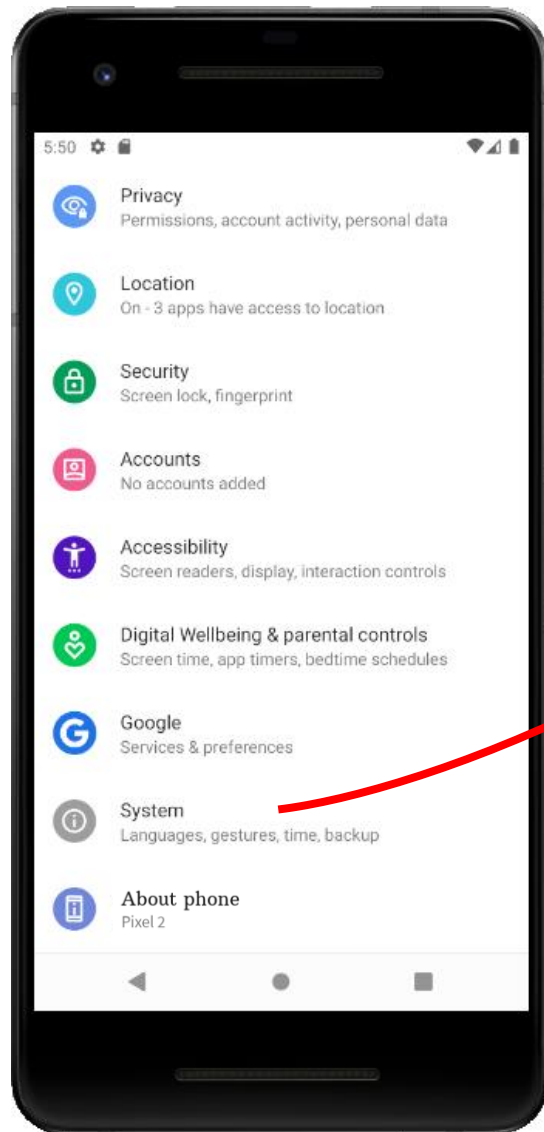 5:50
Privacy
Permissions, account activity, personal data
Location
On - 3 apps have access to location
Security
Screen lock, fingerprint
Accounts
No accounts added
Accessibility
Screen readers, display, interaction controls
Digital Wellbeing & parental controls
Screen time, app timers, bedtime schedules
Google
Services & preferences
System
Languages, gestures, time, backup
About phone
Pixel 2